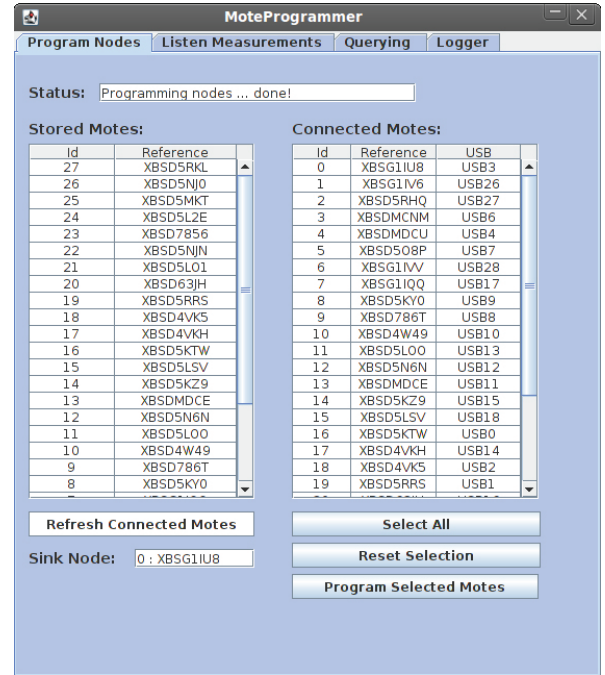 MoteProgrammer
Program Nodes Listen Measurements Querying Logger
Status: Programming nodes ... done!
Stored Motes:
Id Reference
27 XBSD5RKL
26 XBSD5NJ0
25 XBSD5MKT
24 XBSD5L2E
23 XBSD7856
22 XBSD5NJN
21 XBSD5LO1
20 XBSD63JH
19 XBSD5RRS
18 XBSD4VK5
17 XBSD4VKH
16 XBSD5KTW
15 XBSD5LSV
14 XBSD5KZ9
13 XBSDMDCE
12 XBSD5N6N
11 XBSD5LOO
10 XBSD4W49
9 XBSD786T
8 XBSD5KY0
Connected Motes:
Id Reference USB
0 XBSG1IU8 USB3
1 XBSG1IV6 USB26
2 XBSD5RHQ USB27
3 XBSDMCNM USB6
4 XBSDMDCU USB4
5 XBSD5O8P USB7
6 XBSG1IVV USB28
7 XBSG1IQQ USB17
8 XBSD5KY0 USB9
9 XBSD786T USB8
10 XBSD4W49 USB10
11 XBSD5LOO USB13
12 XBSD5N6N USB12
13 XBSDMDCE USB11
14 XBSD5KZ9 USB15
15 XBSD5LSV USB18
16 XBSD5KTW USB0
17 XBSD4VKH USB14
18 XBSD4VK5 USB2
19 XBSD5RRS USB1
Refresh Connected Motes
Sink Node: 0 : XBSG1IU8
Select All
Reset Selection
Program Selected Motes